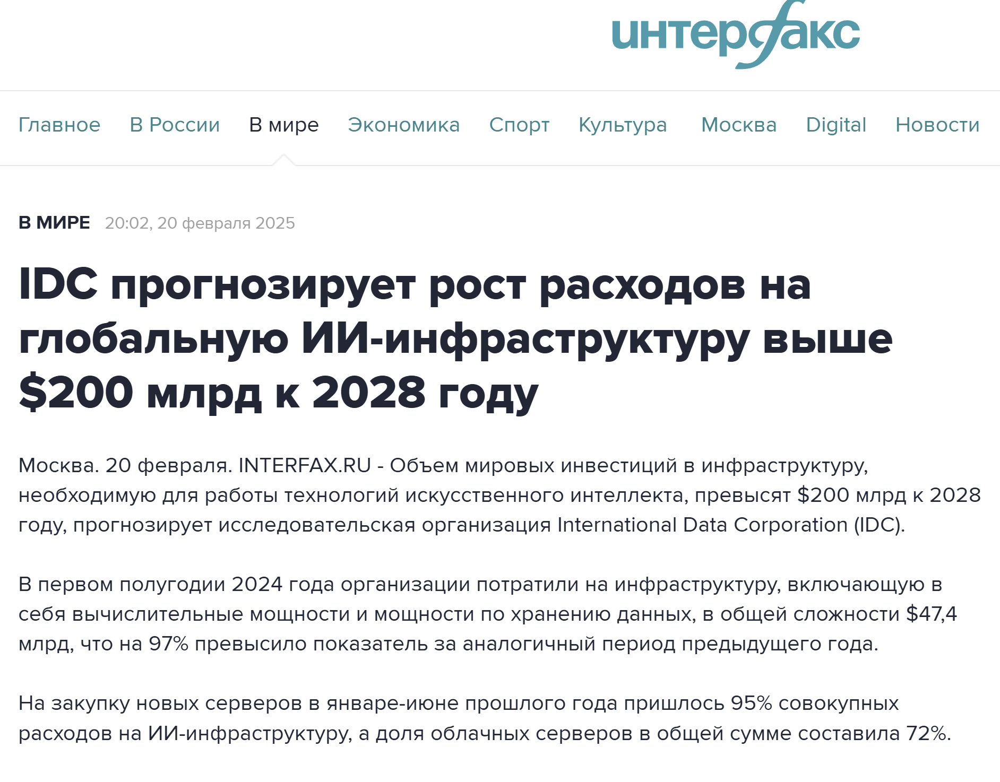 интерфакс
Главное В России В мире Экономика Спорт Культура Москва Digital Новости
В МИРЕ 20:02, 20 февраля 2025
IDC прогнозирует рост расходов на
глобальную ИИ-инфраструктуру выше
$200 млрд к 2028 году
Москва. 20 февраля. INTERFAX.RU - Объем мировых инвестиций в инфраструктуру,
необходимую для работы технологий искусственного интеллекта, превысят $200 млрд к 2028
году, прогнозирует исследовательская организация International Data Corporation (IDC).
В первом полугодии 2024 года организации потратили на инфраструктуру, включающую в
себя вычислительные мощности и мощности по хранению данных, в общей сложности $47,4
млрд, что на 97% превысило показатель за аналогичный период предыдущего года.
На закупку новых серверов в январе-июне прошлого года пришлось 95% совокупных
расходов на ИИ-инфраструктуру, а доля облачных серверов в общей сумме составила 72%.